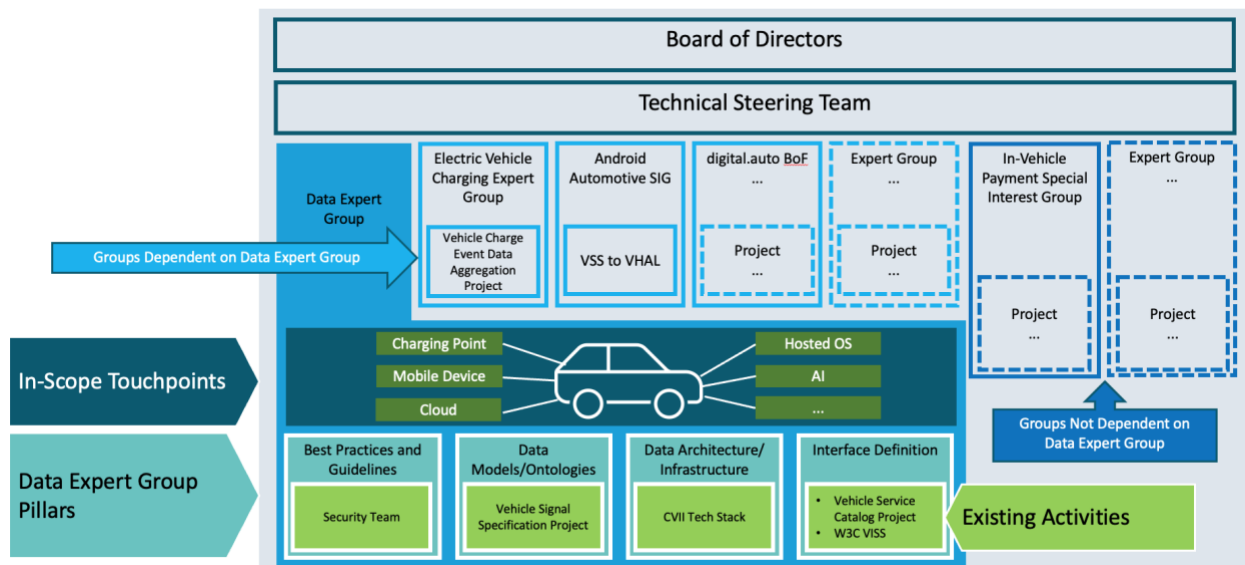 Board of Directors
Technical Steering Team
Data Expert
Group
Electric Vehicle
Charging Expert
Group
Vehicle Charge
Event Data
Aggregation
Project
Android
Automotive SIG
VSS to VHAL
digital.auto BoF
...
Project
...
Expert Group
...
Project
...
In-Vehicle
Payment Special
Interest Group
Project
...
Expert Group
...
Project
...
Groups Dependent on Data Expert Group
Groups Not Dependent on
Data Expert Group
In-Scope Touchpoints
Charging Point
Mobile Device
Cloud
Hosted OS
AI
...
Data Expert Group
Pillars
Best Practices and
Guidelines
Security Team
Data
Models/Ontologies
Vehicle Signal
Specification Project
Data Architecture/
Infrastructure
CVII Tech Stack
Interface Definition
• Vehicle Service
Catalog Project
• W3C VISS
Existing Activities